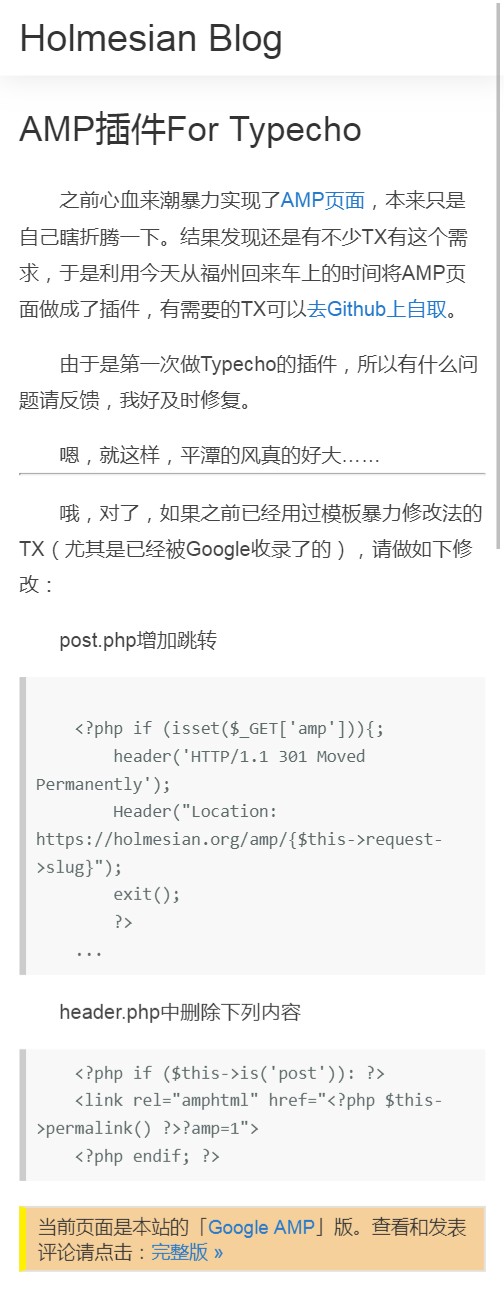 Holmesian Blog
AMP插件For Typecho
之前心血来潮暴力实现了AMP页面，本来只是
自己瞎折腾一下。结果发现还是有不少TX有这个需
求，于是利用今天从福州回来车上的时间将AMP页
面做成了插件，有需要的TX可以去Github上自取。
由于是第一次做Typecho的插件，所以有什么问
题请反馈，我好及时修复。
嗯，就这样，平潭的风真的好大……
哦，对了，如果之前已经用过模板暴力修改法的
TX（尤其是已经被Google收录了的），请做如下修
改：
post.php增加跳转
<?php if (isset($_GET['amp'])){;
header('HTTP/1.1 301 Moved
Permanently');
Header("Location:
https://holmesian.org/amp/{$this->request-
>slug}");
exit();
?>
...
header.php中删除下列内容
<?php if ($this->is('post')): ?>
<link rel="amphtml" href="<?php $this-
>permalink() ?>?amp=1">
<?php endif; ?>
当前页面是本站的「Google AMP」版。查看和发表
评论请点击：完整版 »